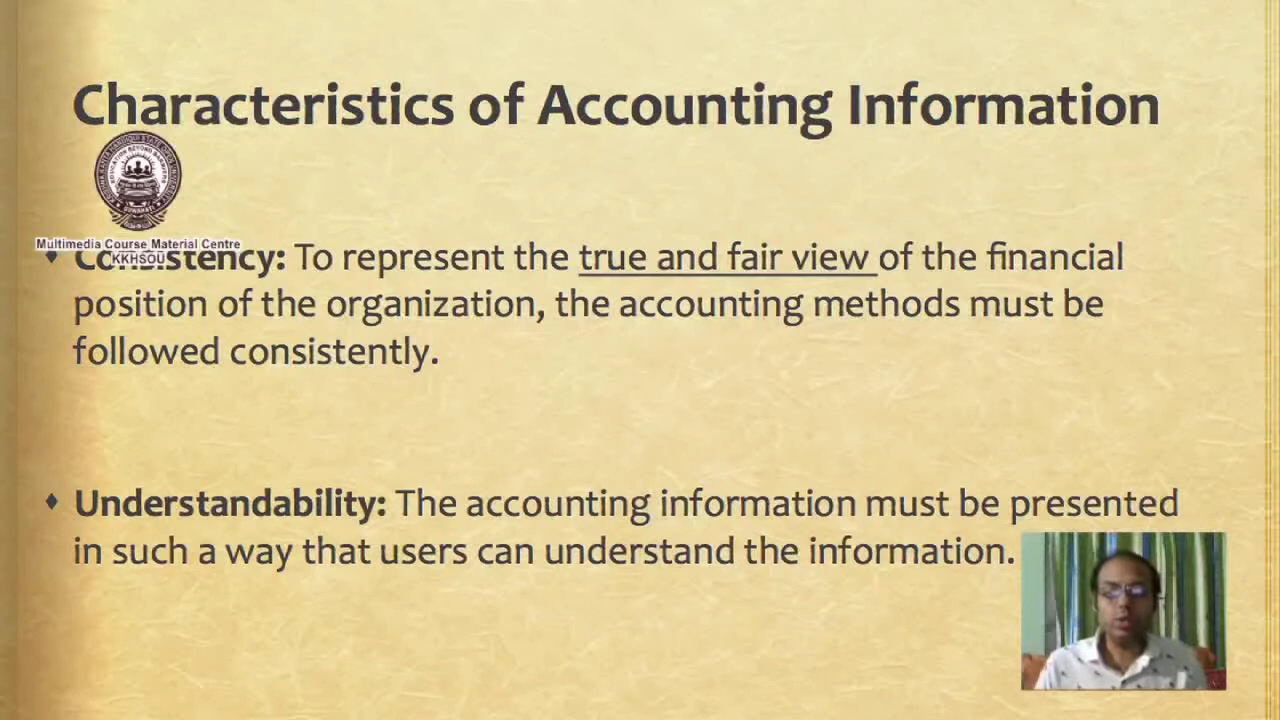 Characteristics of Accounting Information
Multimedia Course Material Centre
KKHSOU
Consistency: To represent the true and fair view of the financial
position of the organization, the accounting methods must be
followed consistently.
Understandability: The accounting information must be presented
in such a way that users can understand the information.